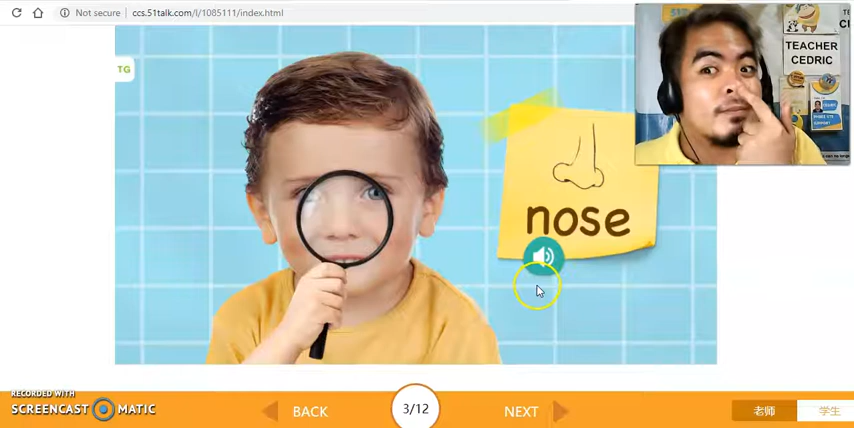 Not secure
ccs.51talk.com/l/1085111/index.html
TG
nose
TEACHER
CEDRIC
RECORDED WITH
SCREENCAST MATIC
BACK
3/12
NEXT
老师
学生